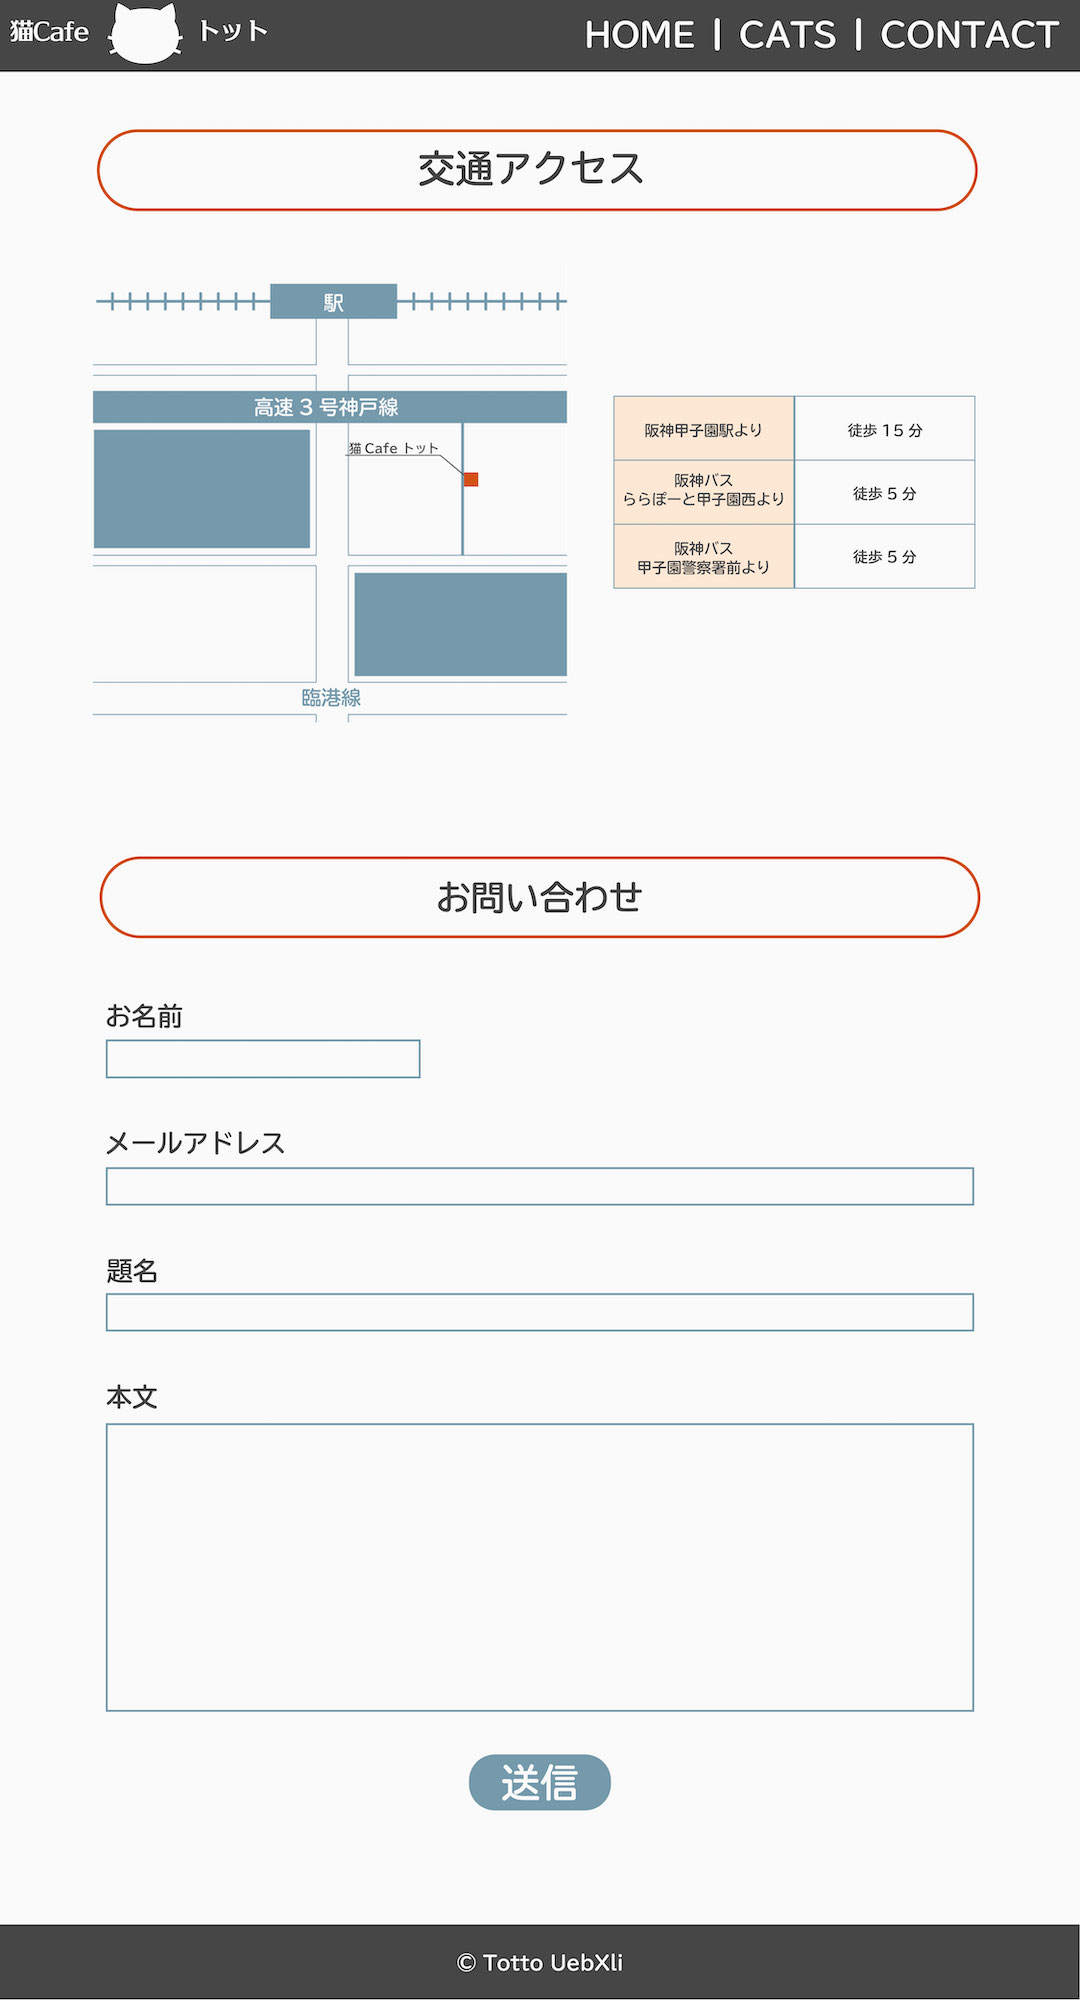 猫Cafe トット
HOME | CATS | CONTACT
交通アクセス
駅
高速 3 号神戸線
猫 Cafe トット
臨港線
阪神甲子園駅より 徒歩 15 分
阪神バス
ららぽーと甲子園西より 徒歩 5 分
阪神バス
甲子園警察署前より 徒歩 5 分
お問い合わせ
お名前
メールアドレス
題名
本文
送信
© Totto UebXli